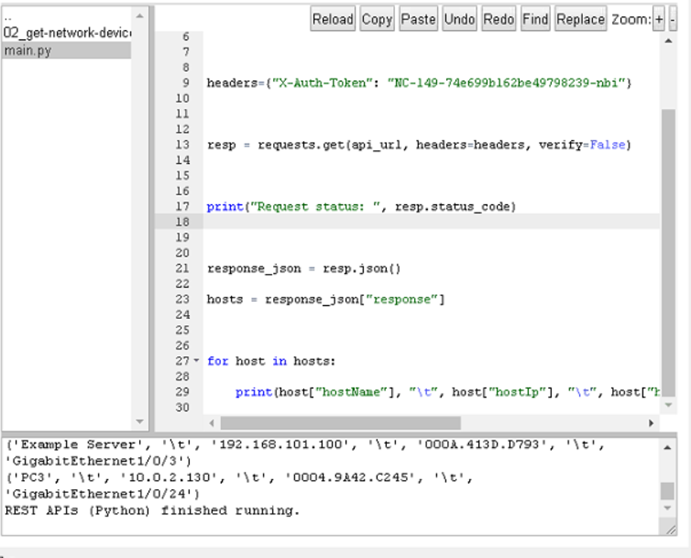 Reload Copy Paste Undo Redo Find Replace Zoom: + -
..
02_get-network-device
main.py
6
7
8
9 headers={"X-Auth-Token": "NC-149-74e699b162be49798239-nbi"}
10
11
12
13 resp = requests.get(api_url, headers=headers, verify=False)
14
15
16
17 print("Request status: ", resp.status_code)
18
19
20
21 response_json = resp.json()
22
23 hosts = response_json["response"]
24
25
26
27 for host in hosts:
28
29 print(host["hostName"], "\t", host["hostIp"], "\t", host["h
30
('Example Server', '\t', '192.168.101.100', '\t', '000A.413D.D793', '\t',
'GigabitEthernet1/0/3')
('PC3', '\t', '10.0.2.130', '\t', '0004.9A42.C245', '\t',
'GigabitEthernet1/0/24')
REST APIs (Python) finished running.